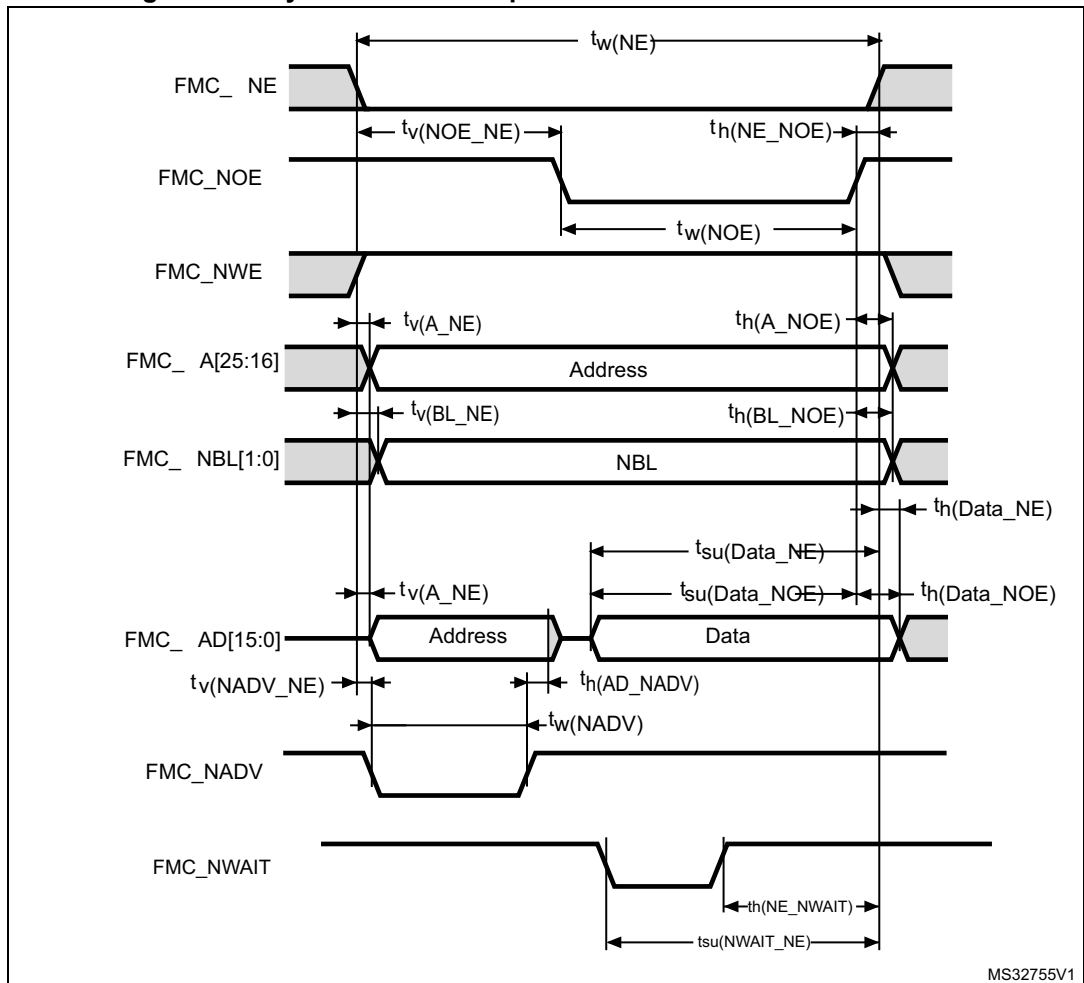 tw(NE)
FMC_ NE
tv(NOE_NE)
th(NE_NOE)
FMC_NOE
tw(NOE)
FMC_NWE
tv(A_NE)
th(A_NOE)
FMC_ A[25:16]
Address
tv(BL_NE)
th(BL_NOE)
FMC_ NBL[1:0]
NBL
th(Data_NE)
tsu(Data_NE)
tv(A_NE)
tsu(Data_NOE)
th(Data_NOE)
FMC_ AD[15:0]
Address
Data
tv(NADV_NE)
th(AD_NADV)
tw(NADV)
FMC_NADV
FMC_NWAIT
th(NE_NWAIT)
tsu(NWAIT_NE)
MS32755V1